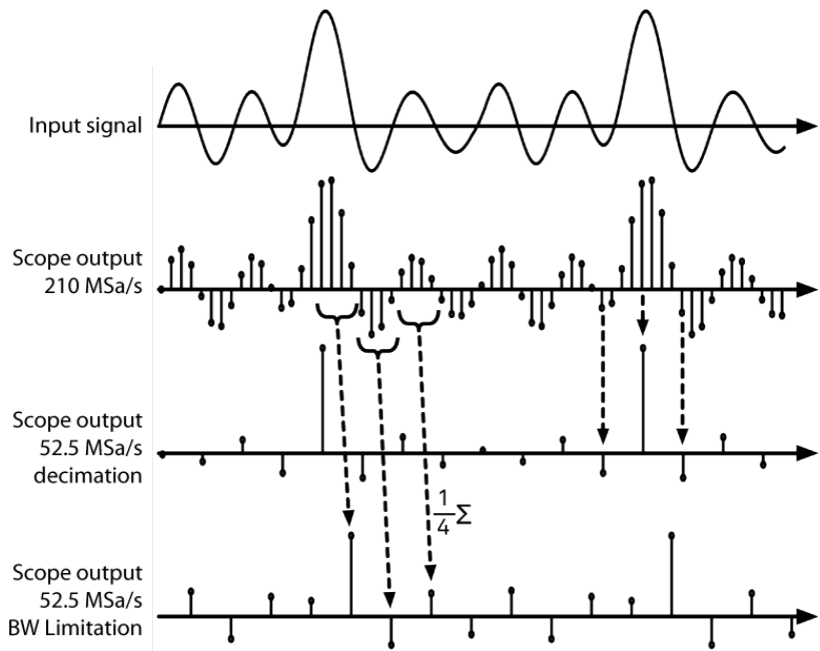 Input signal
Scope output
210 MSa/s
Scope output
52.5 MSa/s
decimation
1
4
Σ
Scope output
52.5 MSa/s
BW Limitation